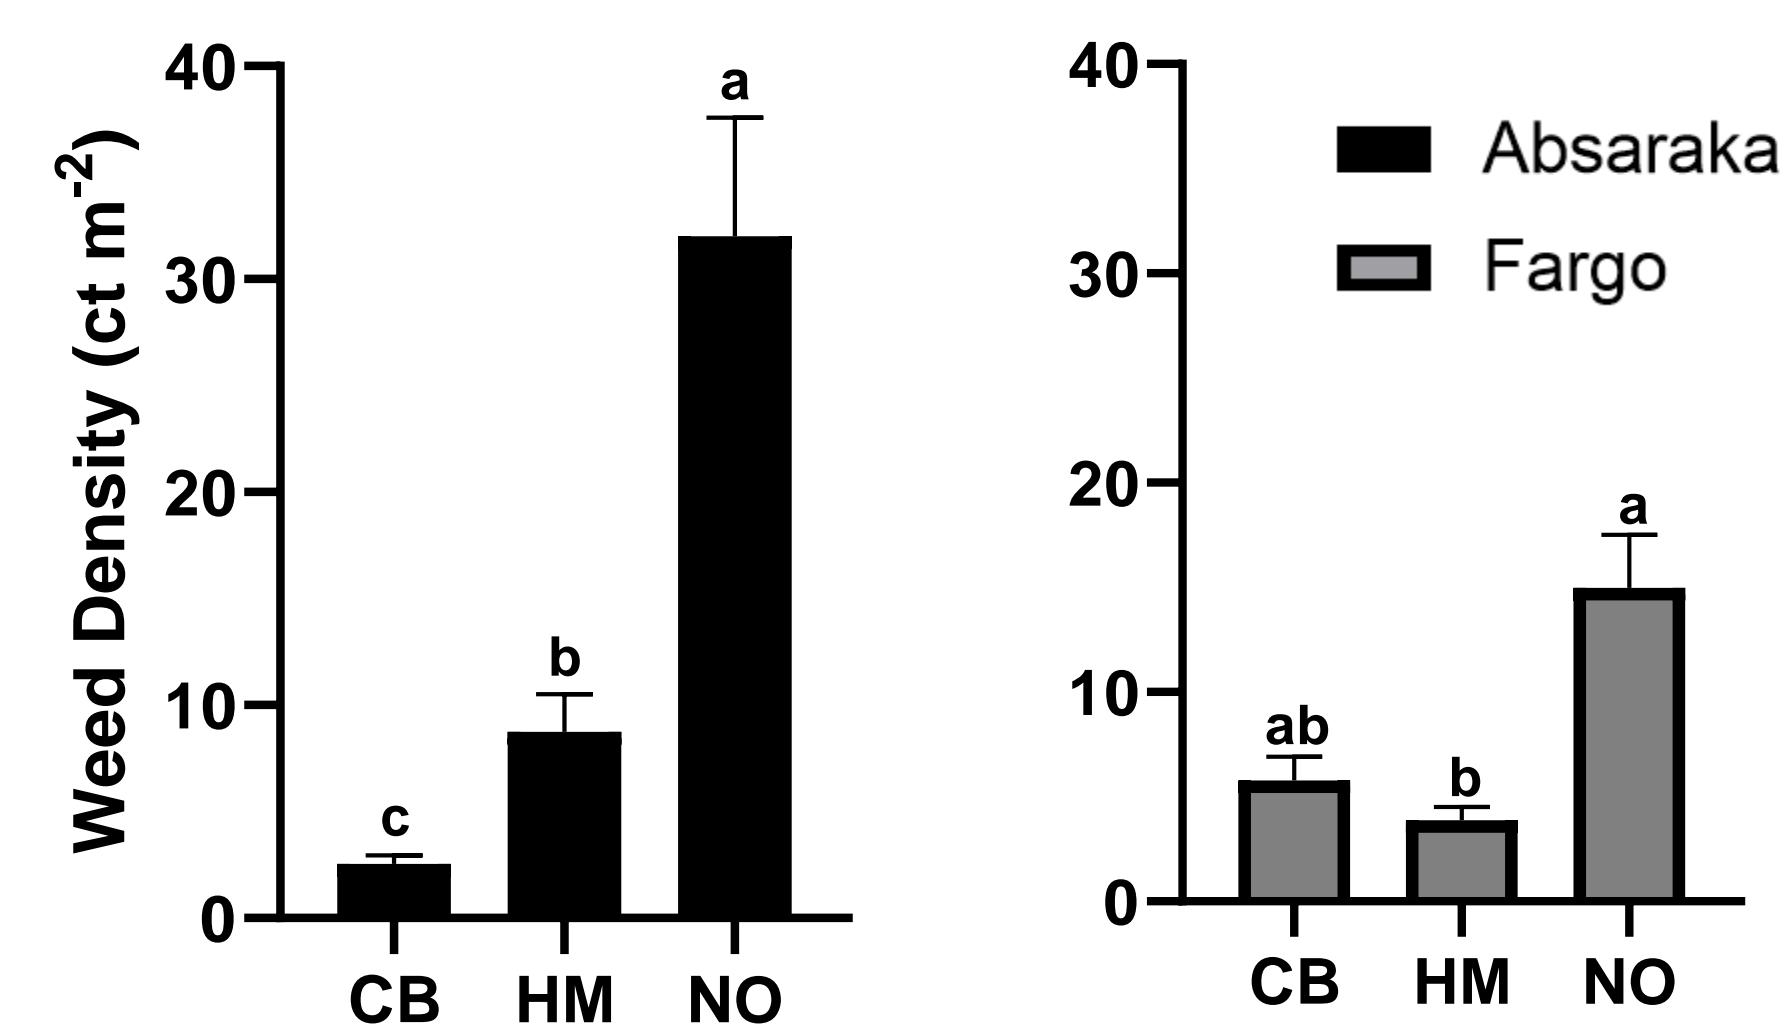 Weed Density (ct m-2)
40
30
20
10
0
a
b
c
CB HM NO
40
30
20
10
0
Absaraka
Fargo
a
ab
b
CB HM NO